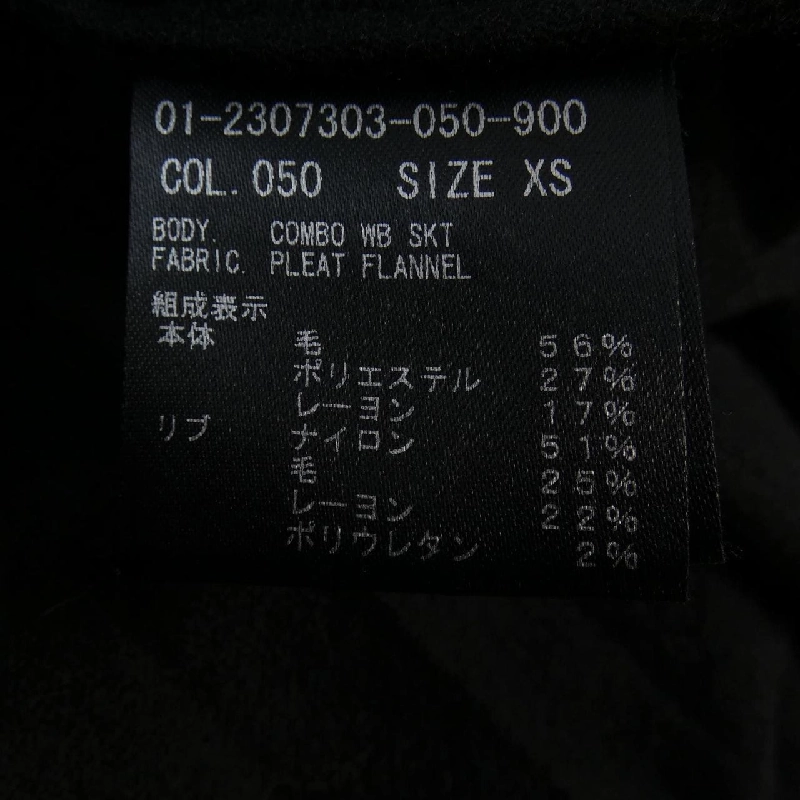 01-2307303-050-900
COL. 050 SIZE XS
BODY. COMBO WB SKT
FABRIC. PLEAT FLANNEL
組成表示
本体 毛 56%
ポリエステル 27%
レーヨン 17%
リブ ナイロン 51%
毛 25%
レーヨン 22%
ポリウレタン 2%